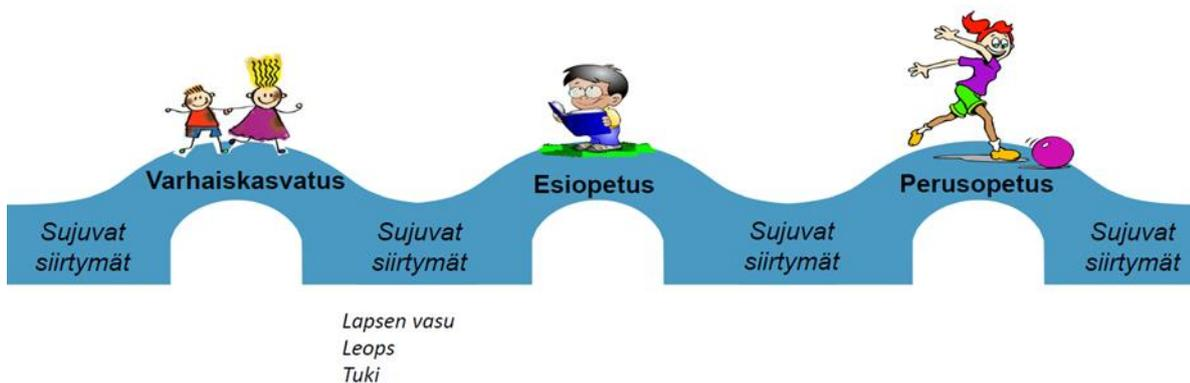 Varhaiskasvatus
Esiopetus
Perusopetus
Sujuvat
siirtymät
Sujuvat
siirtymät
Sujuvat
siirtymät
Sujuvat
siirtymät
Lapsen vasu
Leops
Tuki